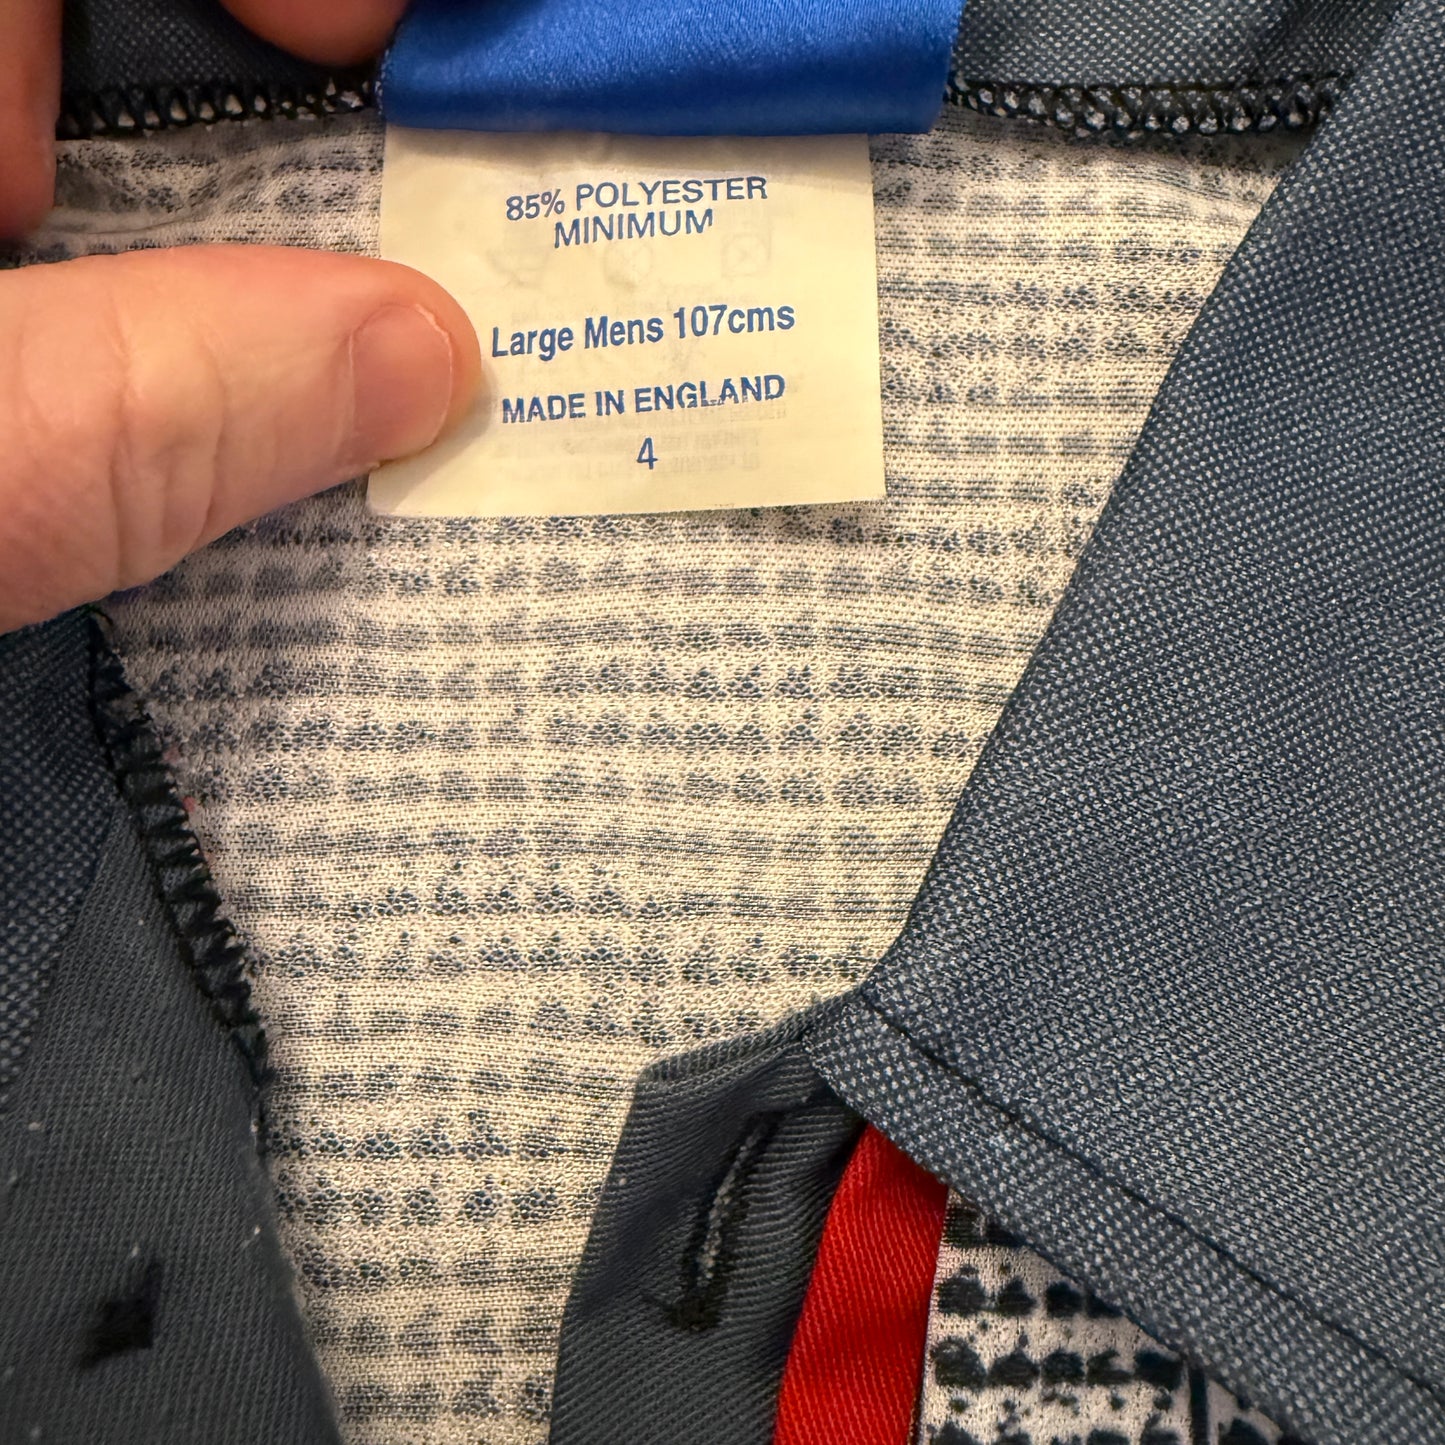 85% POLYESTER
MINIMUM
Large Mens 107cms
MADE IN ENGLAND
4